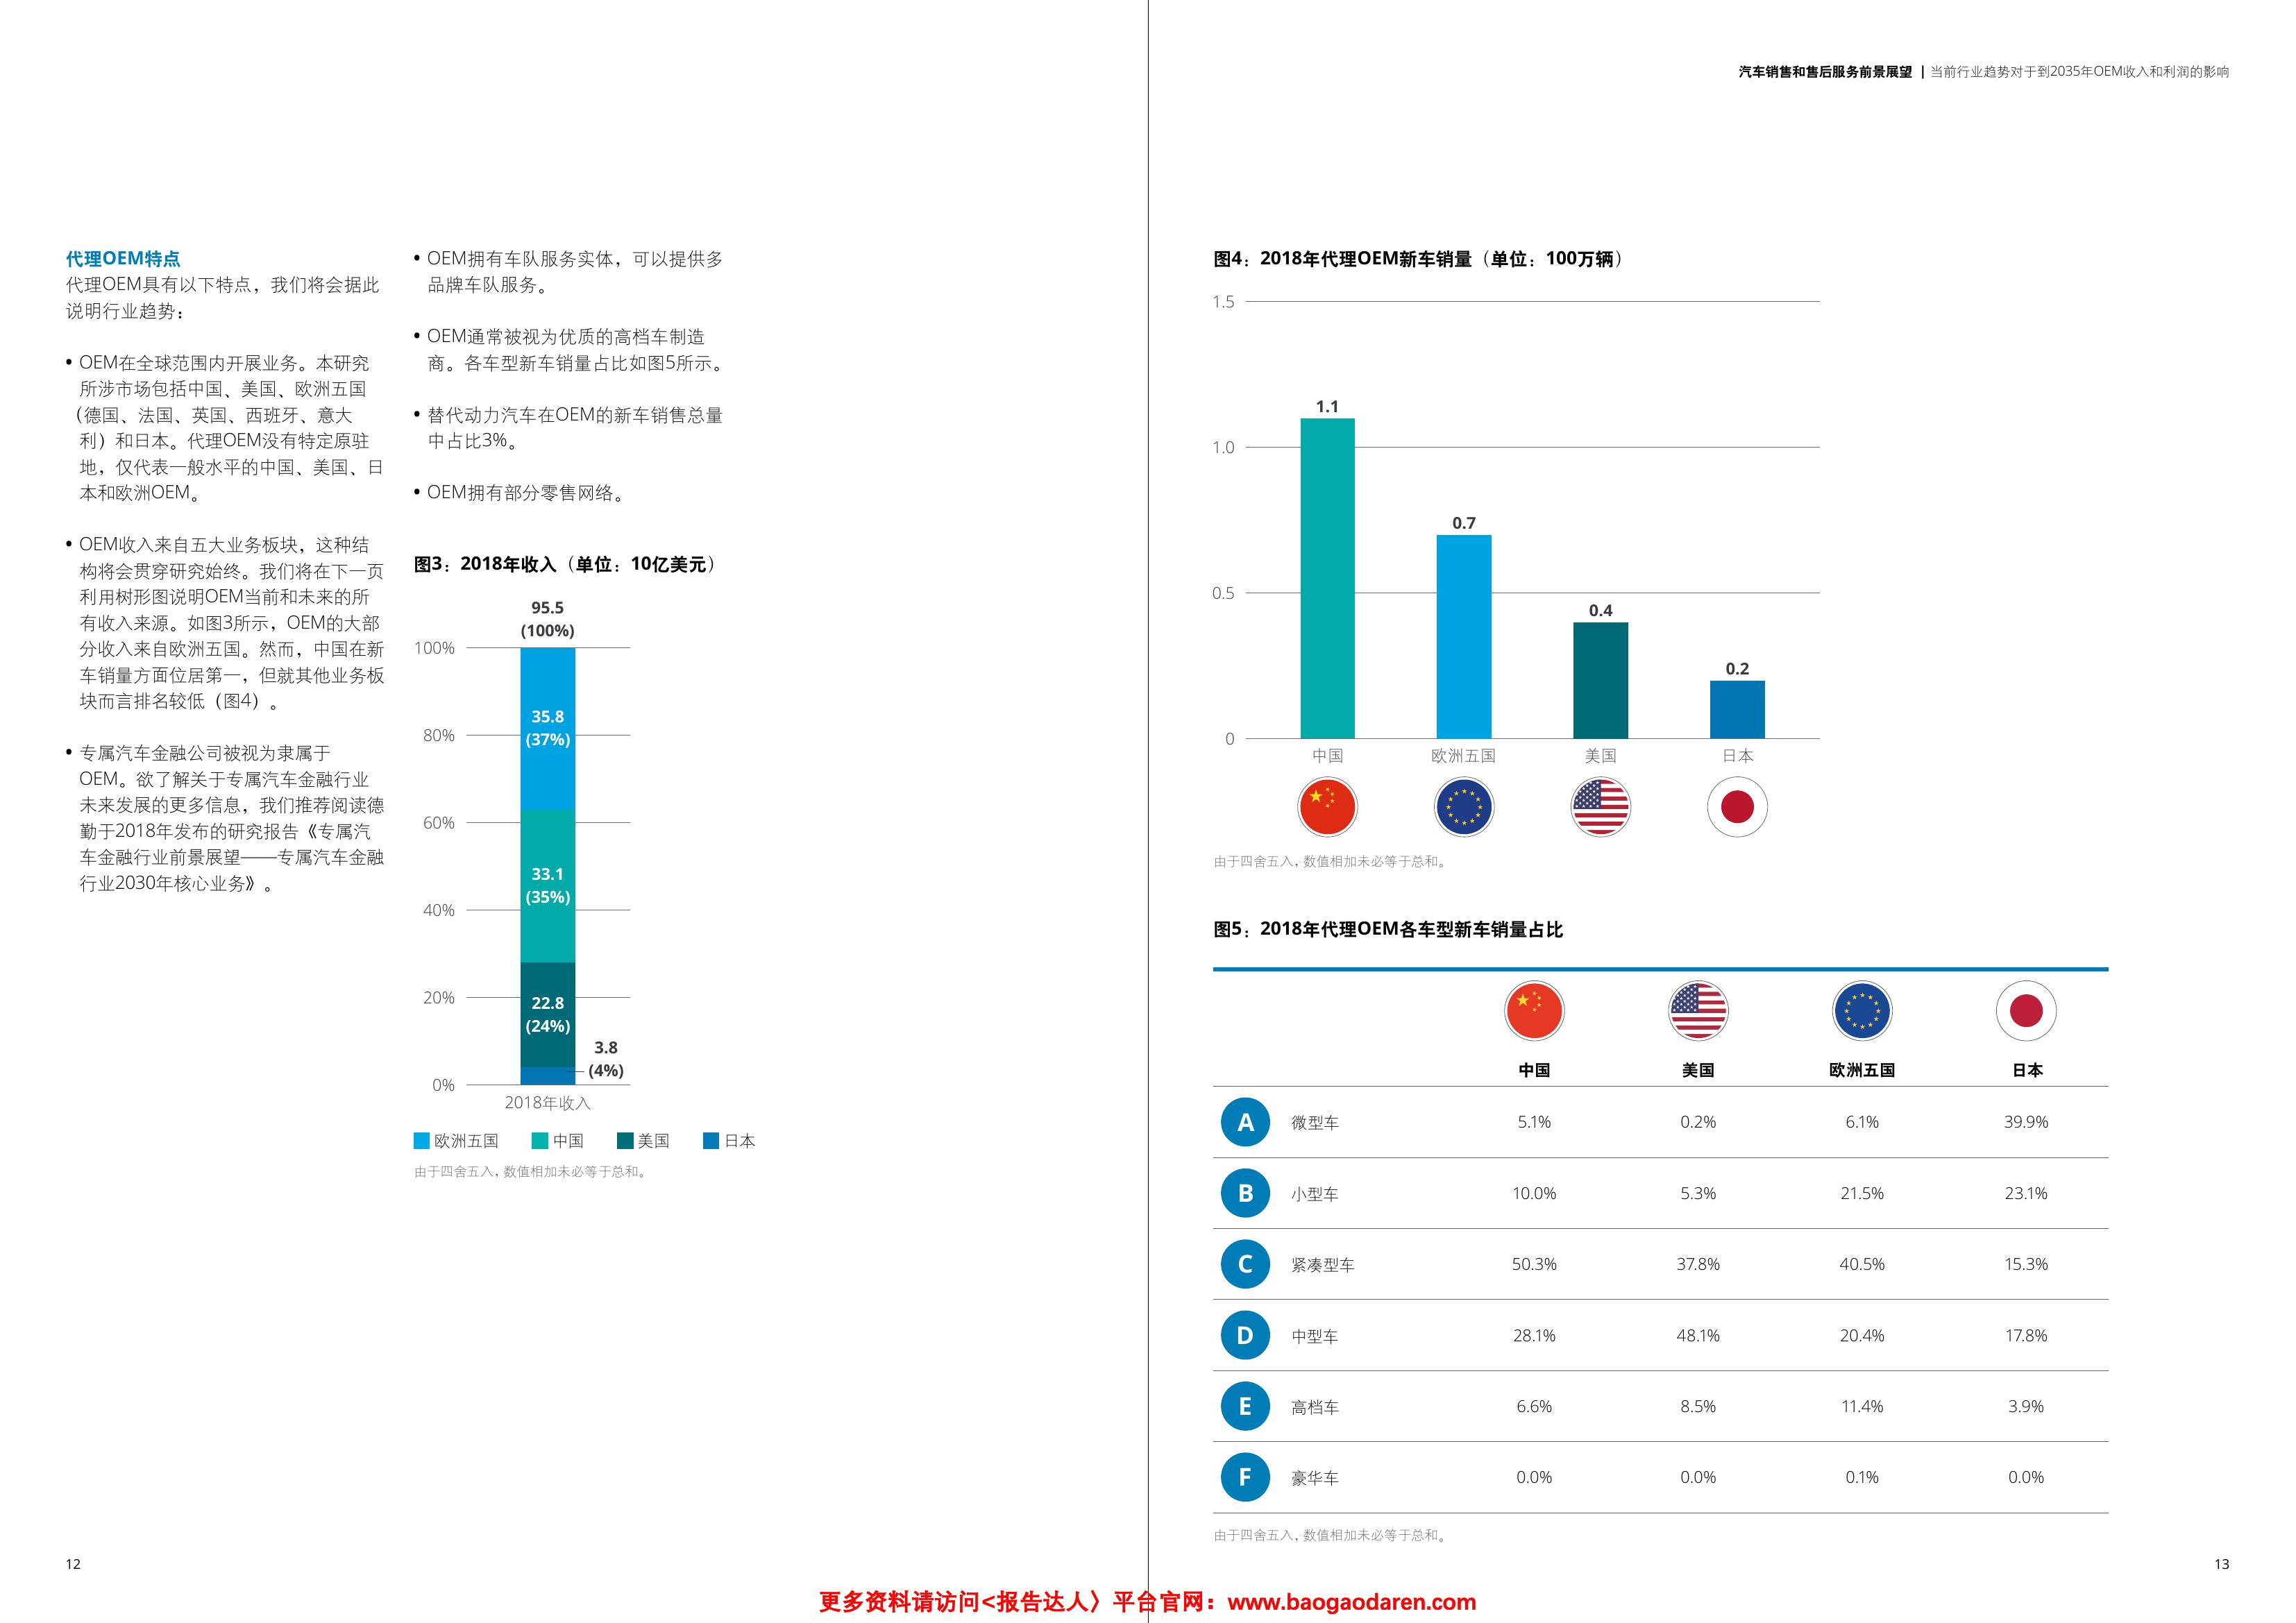 汽车销售和售后服务前景展望 | 当前行业趋势对于到2035年OEM收入和利润的影响
代理OEM特点
代理OEM具有以下特点，我们将会据此
说明行业趋势：
• OEM在全球范围内开展业务。本研究
所涉市场包括中国、美国、欧洲五国
（德国、法国、英国、西班牙、意大
利）和日本。代理OEM没有特定原驻
地，仅代表一般水平的中国、美国、日
本和欧洲OEM。
• OEM收入来自五大业务板块，这种结
构将会贯穿研究始终。我们将在下一页
利用树形图说明OEM当前和未来的所
有收入来源。如图3所示，OEM的大部
分收入来自欧洲五国。然而，中国在新
车销量方面位居第一，但就其他业务板
块而言排名较低（图4）。
• 专属汽车金融公司被视为隶属于
OEM。欲了解关于专属汽车金融行业
未来发展的更多信息，我们推荐阅读德
勤于2018年发布的研究报告《专属汽
车金融行业前景展望——专属汽车金融
行业2030年核心业务》。
• OEM拥有车队服务实体，可以提供多
品牌车队服务。
• OEM通常被视为优质的高档车制造
商。各车型新车销量占比如图5所示。
• 替代动力汽车在OEM的新车销售总量
中占比3%。
• OEM拥有部分零售网络。
图3：2018年收入（单位：10亿美元）
95.5
(100%)
100%
35.8
80%
(37%)
60%
33.1
(35%)
40%
20%
22.8
(24%)
3.8
(4%)
0%
2018年收入
欧洲五国 中国 美国 日本
由于四舍五入，数值相加未必等于总和。
图4：2018年代理OEM新车销量（单位：100万辆）
1.5
1.1
1.0
0.7
0.5
0.4
0.2
0
中国 欧洲五国 美国 日本
由于四舍五入，数值相加未必等于总和。
图5：2018年代理OEM各车型新车销量占比
中国 美国 欧洲五国 日本
A 微型车 5.1% 0.2% 6.1% 39.9%
B 小型车 10.0% 5.3% 21.5% 23.1%
C 紧凑型车 50.3% 37.8% 40.5% 15.3%
D 中型车 28.1% 48.1% 20.4% 17.8%
E 高档车 6.6% 8.5% 11.4% 3.9%
F 豪华车 0.0% 0.0% 0.1% 0.0%
由于四舍五入，数值相加未必等于总和。
12
13
更多资料请访问<报告达人〉平台官网：www.baogaodaren.com